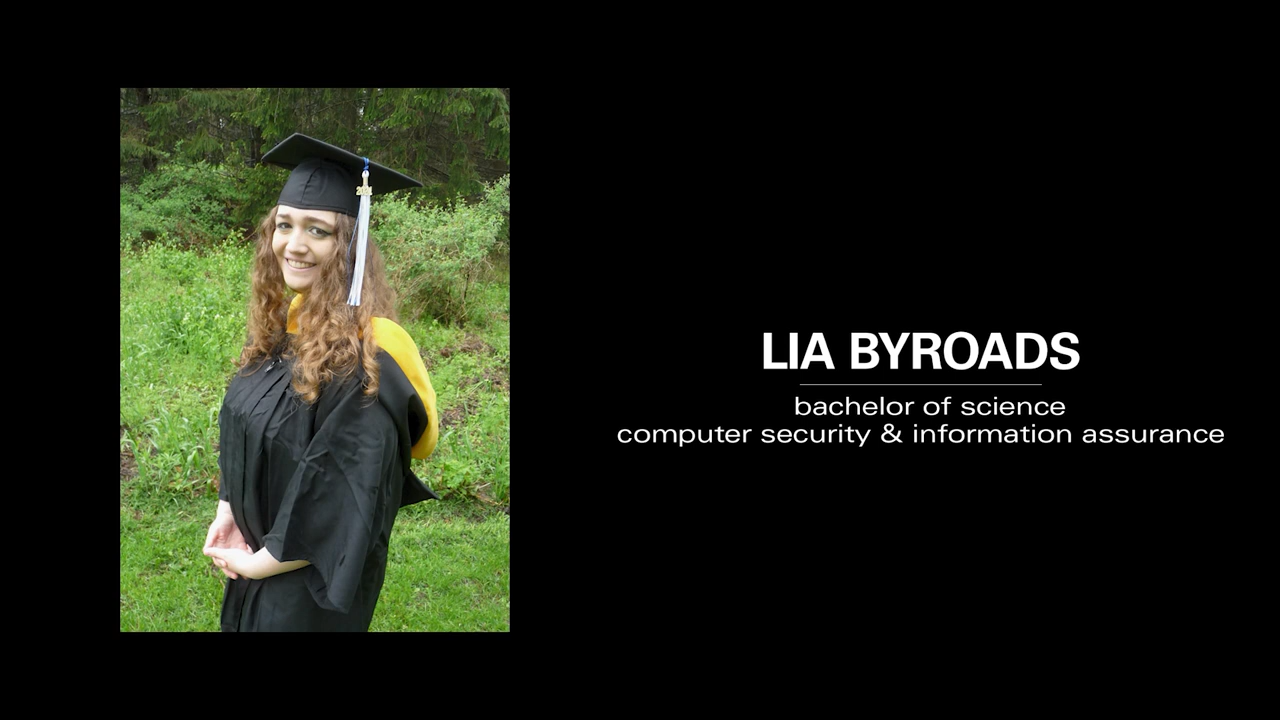 LIA BYROADS
bachelor of science
computer security & information assurance